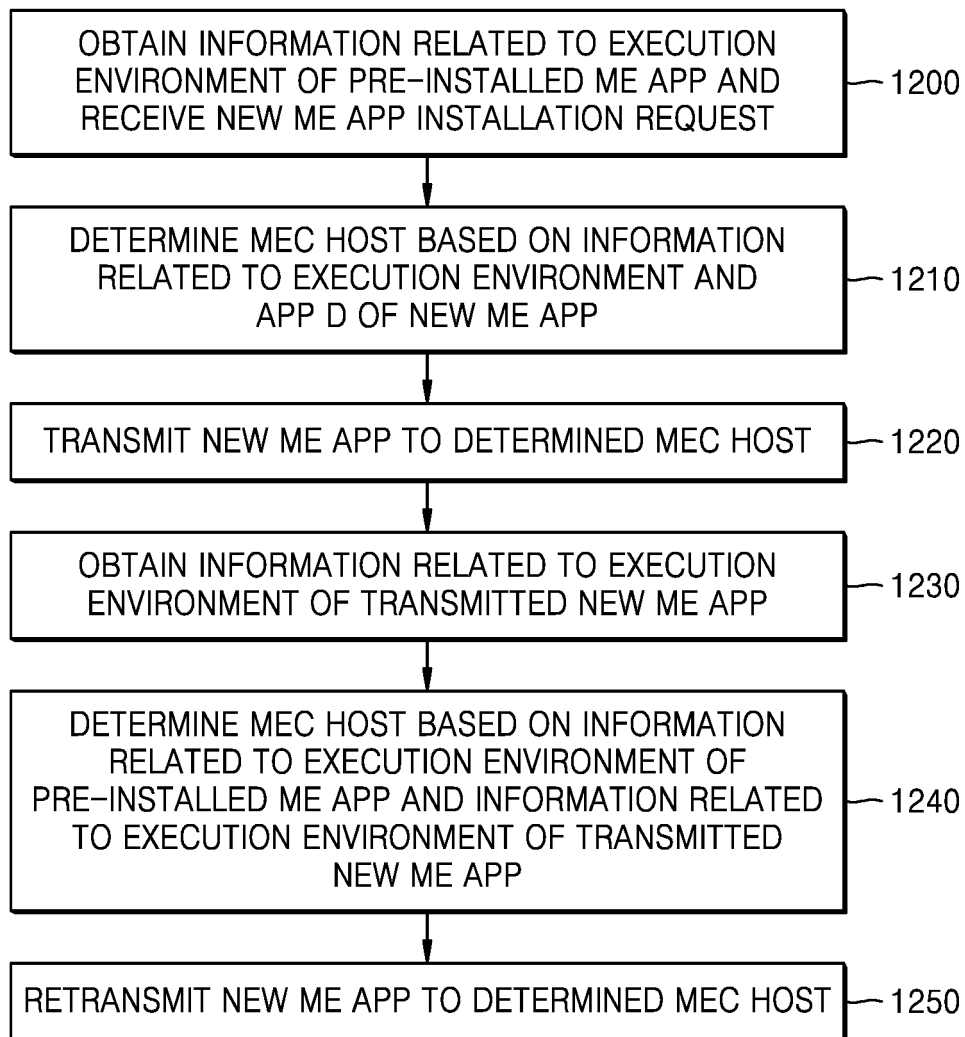 OBTAIN INFORMATION RELATED TO EXECUTION
ENVIRONMENT OF PRE-INSTALLED ME APP AND
RECEIVE NEW ME APP INSTALLATION REQUEST
1200
DETERMINE MEC HOST BASED ON INFORMATION
RELATED TO EXECUTION ENVIRONMENT AND
APP D OF NEW ME APP
1210
TRANSMIT NEW ME APP TO DETERMINED MEC HOST
1220
OBTAIN INFORMATION RELATED TO EXECUTION
ENVIRONMENT OF TRANSMITTED NEW ME APP
1230
DETERMINE MEC HOST BASED ON INFORMATION
RELATED TO EXECUTION ENVIRONMENT OF
PRE-INSTALLED ME APP AND INFORMATION RELATED
TO EXECUTION ENVIRONMENT OF TRANSMITTED
NEW ME APP
1240
RETRANSMIT NEW ME APP TO DETERMINED MEC HOST
1250